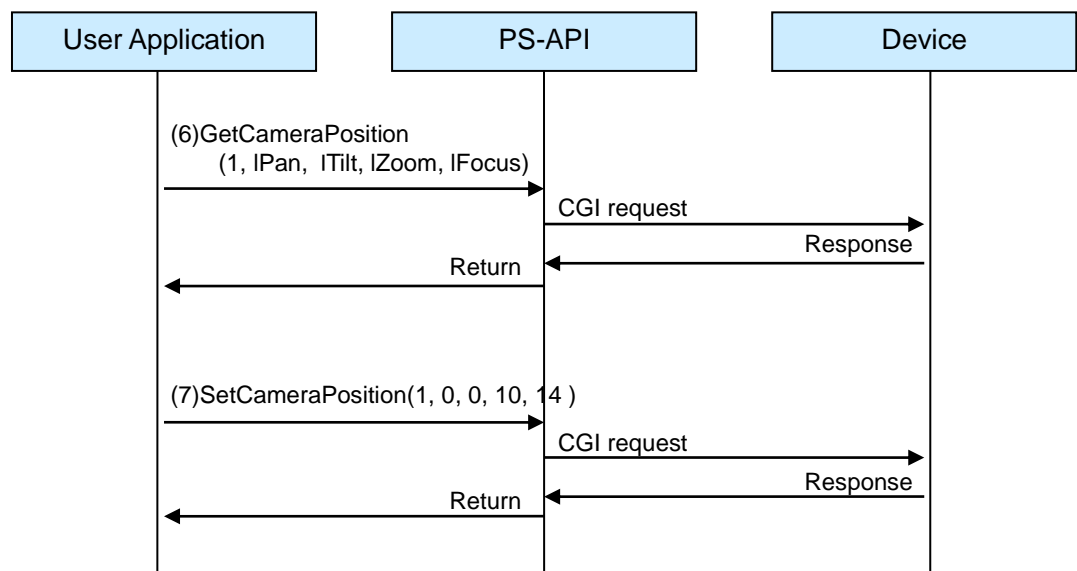 User Application
PS-API
Device
(6)GetCameraPosition
(1, lPan, lTilt, lZoom, lFocus)
CGI request
Response
Return
(7)SetCameraPosition(1, 0, 0, 10, 14 )
CGI request
Response
Return